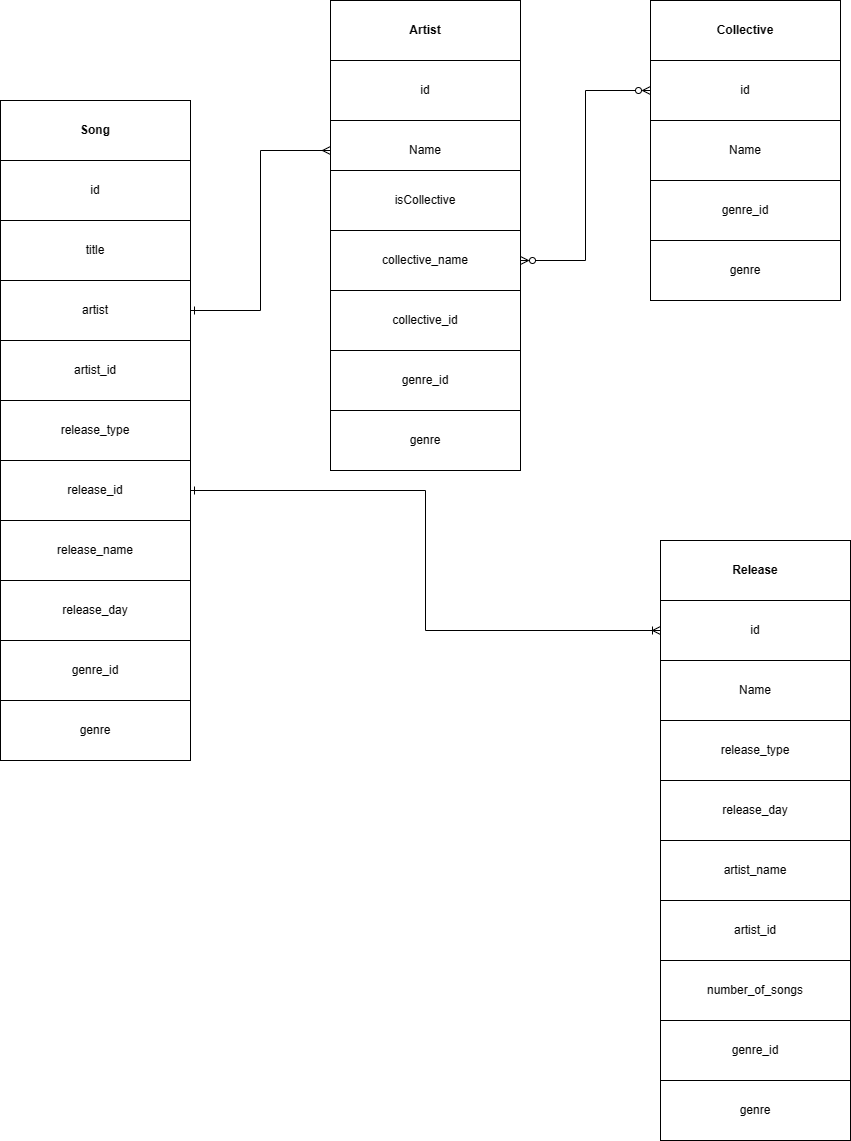 Song
id
title
artist
artist_id
release_type
release_id
release_name
release_day
genre_id
genre
Artist
id
Name
isCollective
collective_name
collective_id
genre_id
genre
Collective
id
Name
genre_id
genre
Release
id
Name
release_type
release_day
artist_name
artist_id
number_of_songs
genre_id
genre